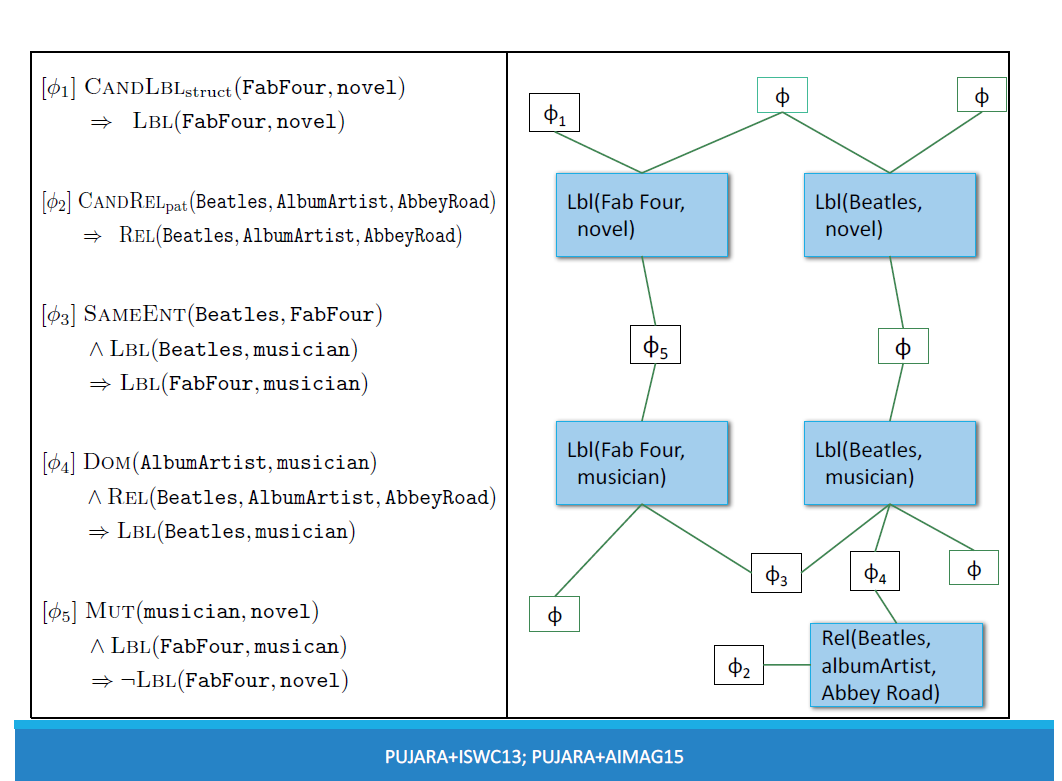 [ϕ1] CANDLBLstruct(FabFour, novel)
⇒ LBL(FabFour, novel)
[ϕ2] CANDRELpat(Beatles, AlbumArtist, AbbeyRoad)
⇒ REL(Beatles, AlbumArtist, AbbeyRoad)
[ϕ3] SAMEENT(Beatles, FabFour)
∧ LBL(Beatles, musician)
⇒ LBL(FabFour, musician)
[ϕ4] DOM(AlbumArtist, musician)
∧ REL(Beatles, AlbumArtist, AbbeyRoad)
⇒ LBL(Beatles, musician)
[ϕ5] MUT(musician, novel)
∧ LBL(FabFour, musican)
⇒ ¬LBL(FabFour, novel)
ϕ1
ϕ
ϕ
Lbl(Fab Four,
novel)
Lbl(Beatles,
novel)
ϕ5
ϕ
Lbl(Fab Four,
musician)
Lbl(Beatles,
musician)
ϕ3
ϕ4
ϕ
ϕ
ϕ2
Rel(Beatles,
albumArtist,
Abbey Road)
PUJARA+ISWC13; PUJARA+AIMAG15